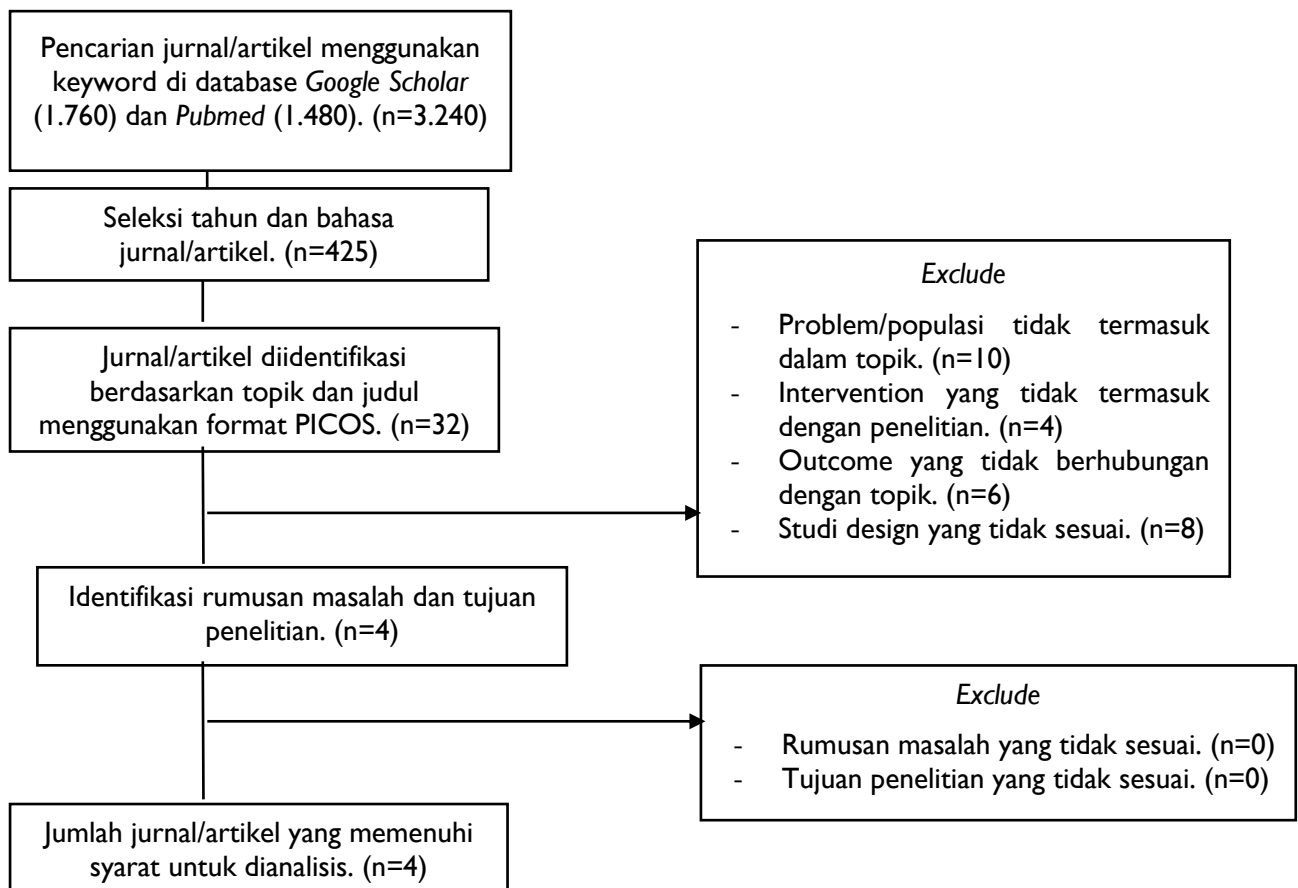 Pencarian jurnal/artikel menggunakan
keyword di database Google Scholar
(1.760) dan Pubmed (1.480). (n=3.240)
Seleksi tahun dan bahasa
jurnal/artikel. (n=425)
Jurnal/artikel diidentifikasi
berdasarkan topik dan judul
menggunakan format PICOS. (n=32)
Exclude
- Problem/populasi tidak termasuk
dalam topik. (n=10)
- Intervention yang tidak termasuk
dengan penelitian. (n=4)
- Outcome yang tidak berhubungan
dengan topik. (n=6)
- Studi design yang tidak sesuai. (n=8)
Identifikasi rumusan masalah dan tujuan
penelitian. (n=4)
Exclude
- Rumusan masalah yang tidak sesuai. (n=0)
- Tujuan penelitian yang tidak sesuai. (n=0)
Jumlah jurnal/artikel yang memenuhi
syarat untuk dianalisis. (n=4)